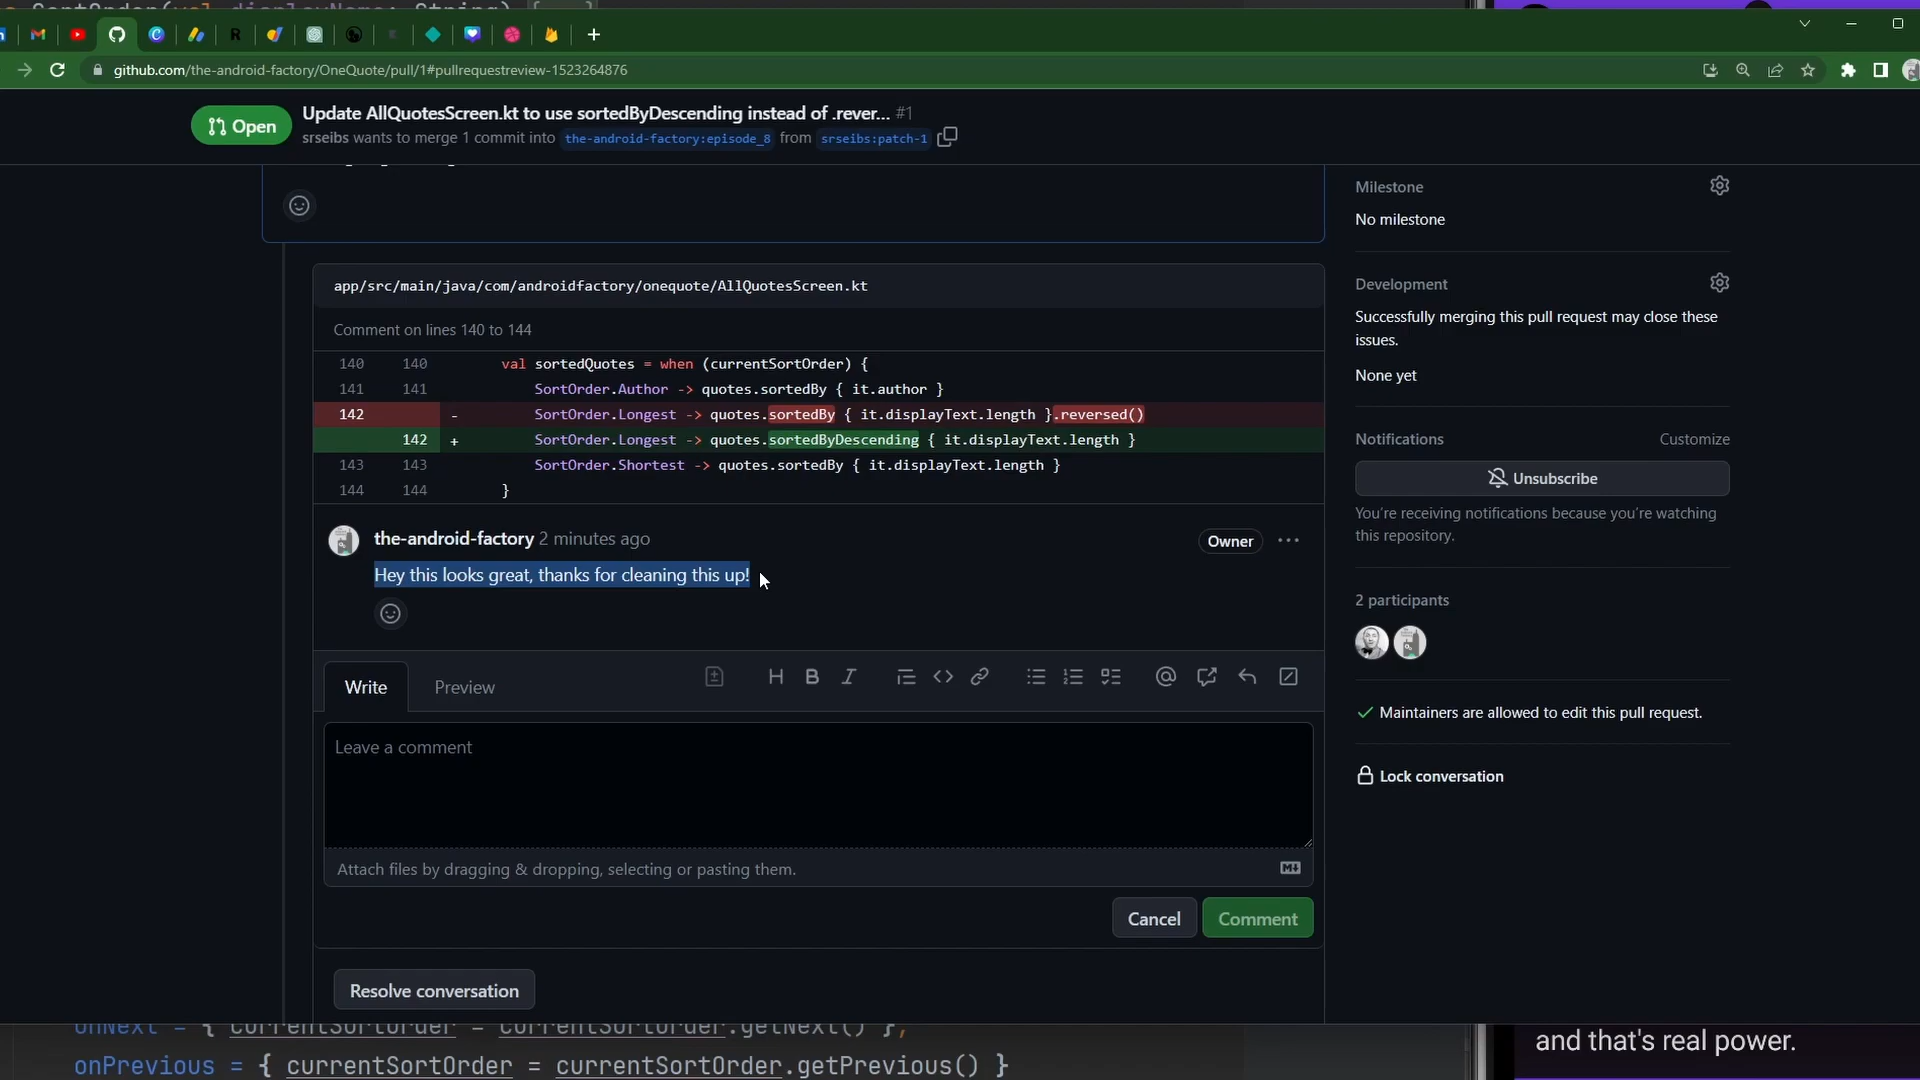 github.com/the-android-factory/OneQuote/pull/1#pullrequestreview-1523264876
Open
Update AllQuotesScreen.kt to use sortedByDescending instead of .rever... #1
srseibs wants to merge 1 commit into the-android-factory:episode_8 from srseibs:patch-1
app/src/main/java/com/androidfactory/onequote/AllQuotesScreen.kt
Comment on lines 140 to 144
140 140 val sortedQuotes = when (currentSortOrder) {
141 141 SortOrder.Author -> quotes.sortedBy { it.author }
142 - SortOrder.Longest -> quotes.sortedBy { it.displayText.length }.reversed()
142 + SortOrder.Longest -> quotes.sortedByDescending { it.displayText.length }
143 143 SortOrder.Shortest -> quotes.sortedBy { it.displayText.length }
144 144 }
the-android-factory 2 minutes ago
Owner
Hey this looks great, thanks for cleaning this up!
Write
Preview
Leave a comment
Attach files by dragging & dropping, selecting or pasting them.
Cancel
Comment
Resolve conversation
Milestone
No milestone
Development
Successfully merging this pull request may close these
issues.
None yet
Notifications
Customize
Unsubscribe
You're receiving notifications because you're watching
this repository.
2 participants
Maintainers are allowed to edit this pull request.
Lock conversation
onNext = { currentSortOrder = currentSortOrder.getNext() },
onPrevious = { currentSortOrder = currentSortOrder.getPrevious() }
and that's real power.